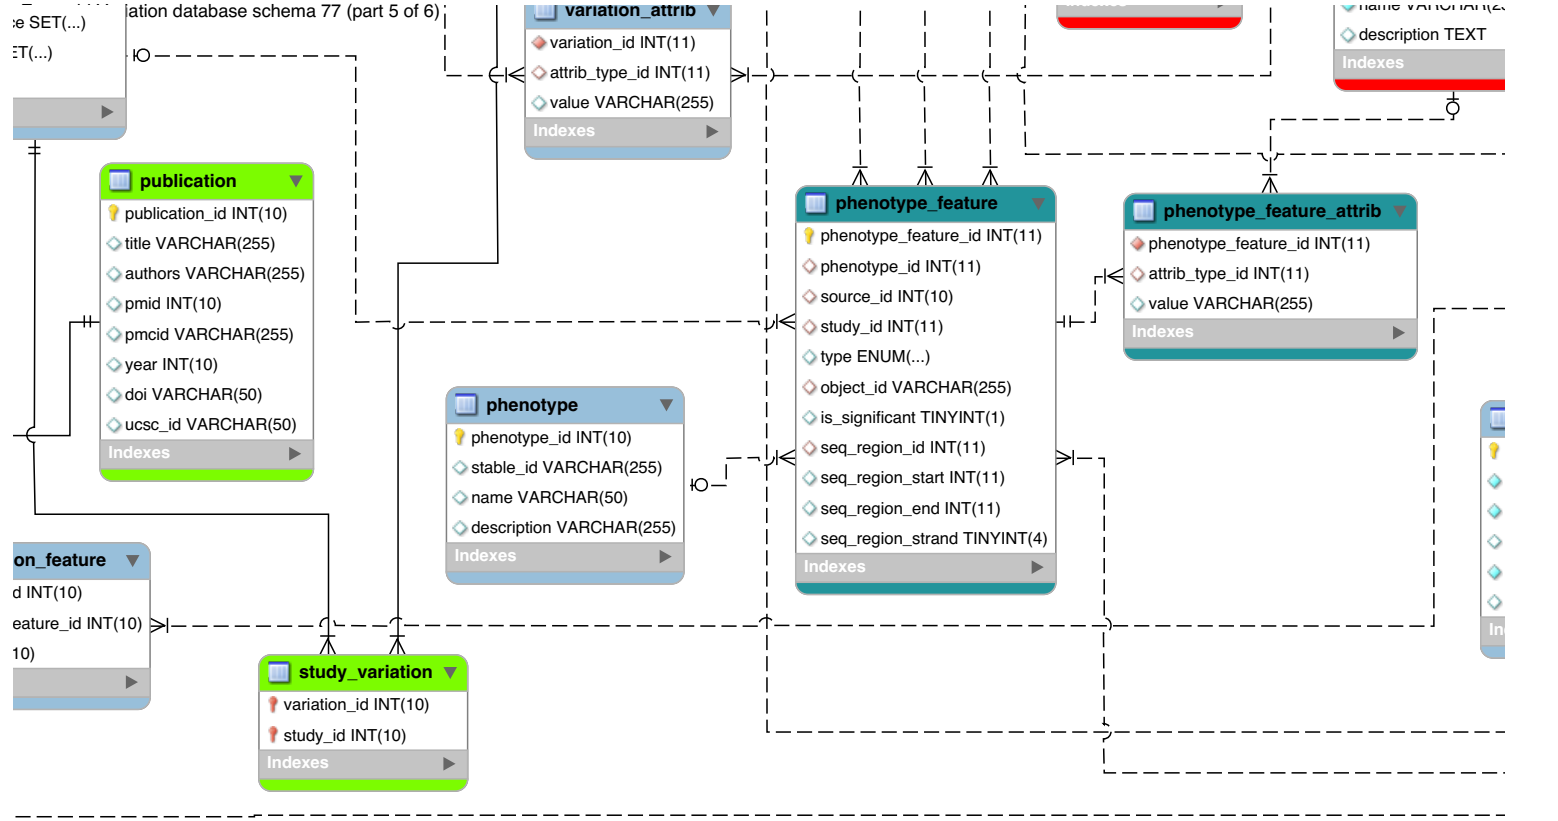 iation database schema 77 (part 5 of 6)
e SET(...)
ET(...)
variation_attrib
variation_id INT(11)
attrib_type_id INT(11)
value VARCHAR(255)
Indexes
description TEXT
Indexes
publication
publication_id INT(10)
title VARCHAR(255)
authors VARCHAR(255)
pmid INT(10)
pmcid VARCHAR(255)
year INT(10)
doi VARCHAR(50)
ucsc_id VARCHAR(50)
Indexes
phenotype_feature
phenotype_feature_id INT(11)
phenotype_id INT(11)
source_id INT(10)
study_id INT(11)
type ENUM(...)
object_id VARCHAR(255)
is_significant TINYINT(1)
seq_region_id INT(11)
seq_region_start INT(11)
seq_region_end INT(11)
seq_region_strand TINYINT(4)
Indexes
phenotype_feature_attrib
phenotype_feature_id INT(11)
attrib_type_id INT(11)
value VARCHAR(255)
Indexes
phenotype
phenotype_id INT(10)
stable_id VARCHAR(255)
name VARCHAR(50)
description VARCHAR(255)
Indexes
on_feature
d INT(10)
eature_id INT(10)
10)
study_variation
variation_id INT(10)
study_id INT(10)
Indexes
In